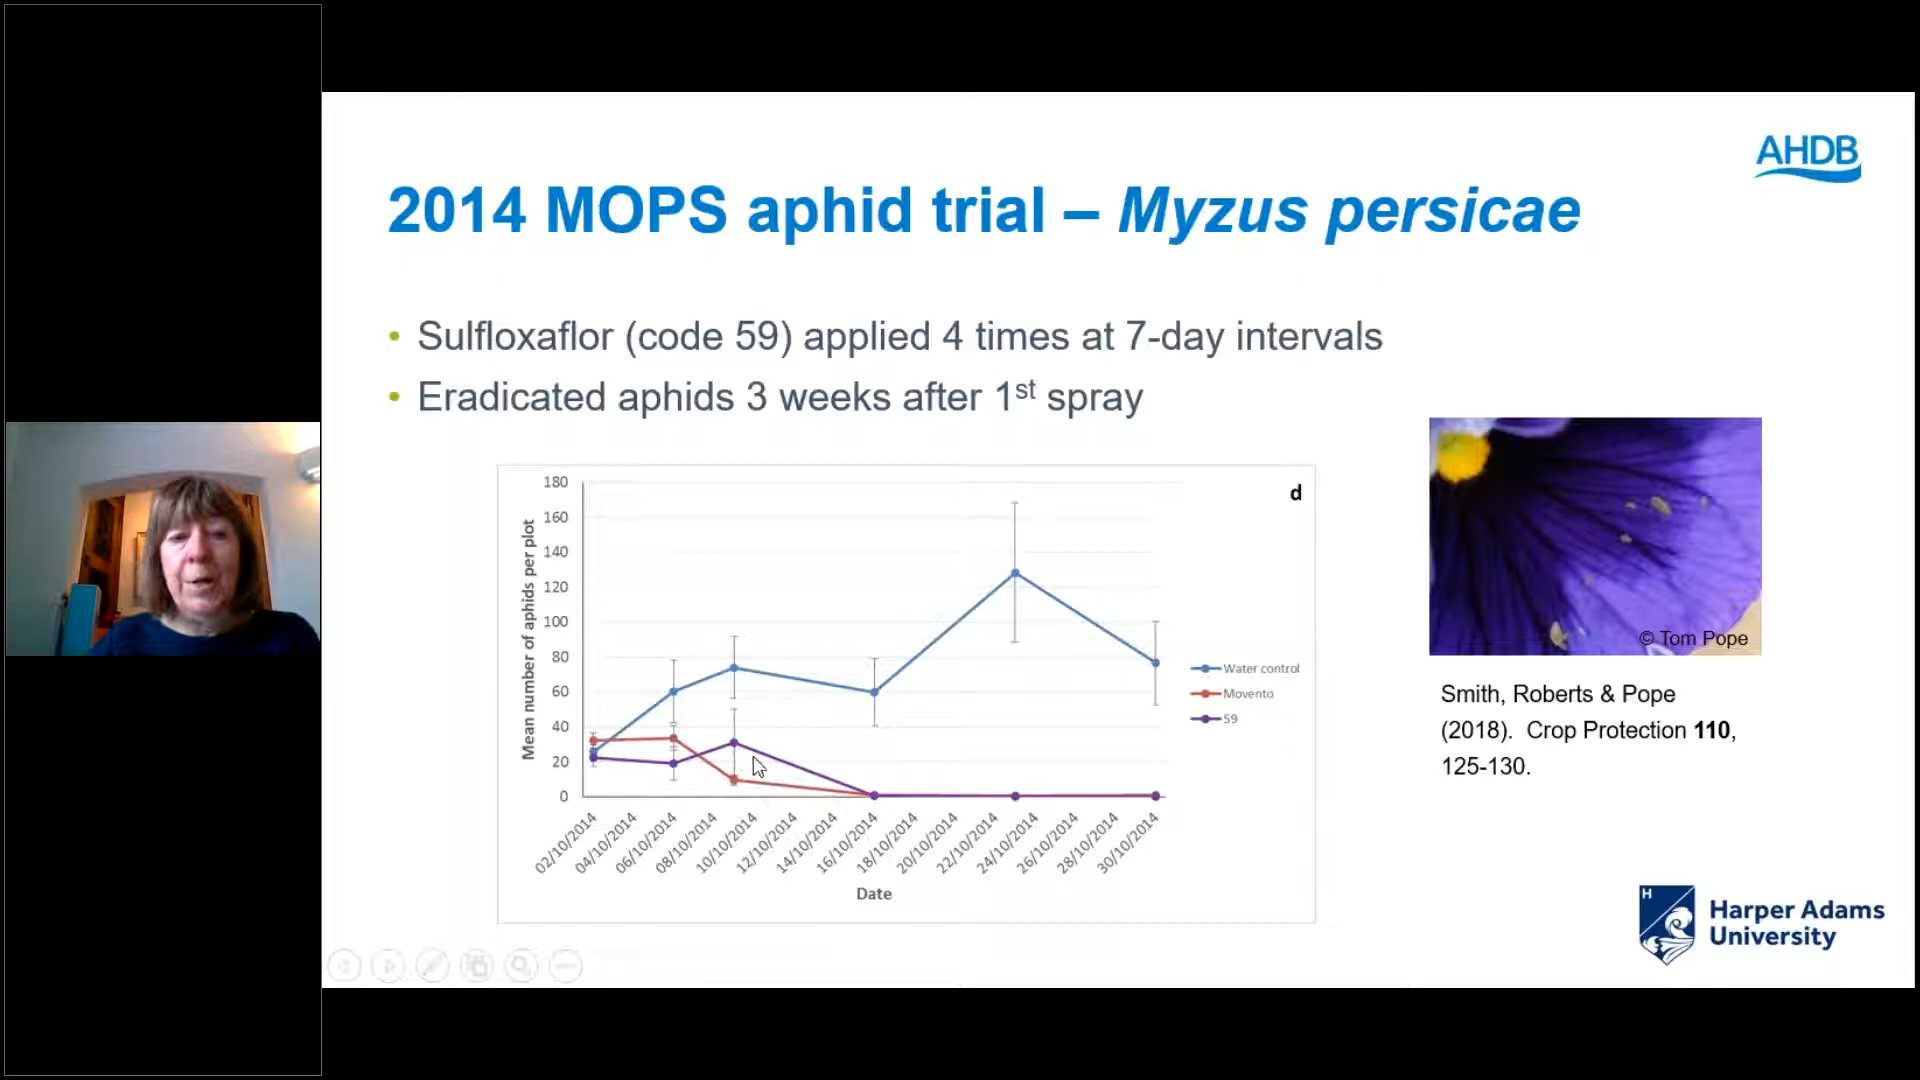 AHDB
2014 MOPS aphid trial – Myzus persicae
• Sulfloxaflor (code 59) applied 4 times at 7-day intervals
• Eradicated aphids 3 weeks after 1st spray
d
180
160
140
120
100
80
60
40
20
0
Mean number of aphids per plot
02/10/2014
04/10/2014
06/10/2014
08/10/2014
10/10/2014
12/10/2014
14/10/2014
16/10/2014
18/10/2014
20/10/2014
22/10/2014
24/10/2014
26/10/2014
28/10/2014
30/10/2014
Date
Water control
Movento
59
© Tom Pope
Smith, Roberts & Pope
(2018). Crop Protection 110,
125-130.
H
Harper Adams
University